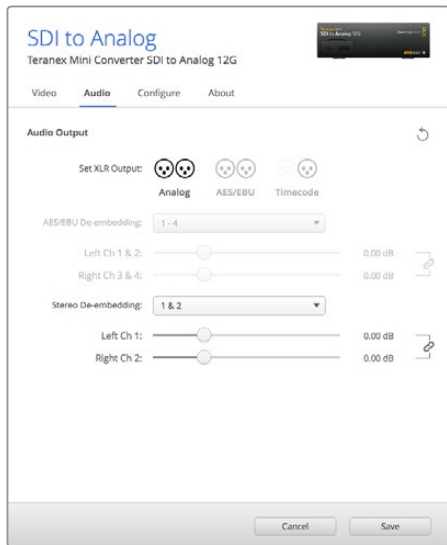 SDI to Analog
Teranex Mini Converter SDI to Analog 12G
Video Audio Configure About
Audio Output
Set XLR Output:
Analog AES/EBU Timecode
AES/EBU De-embedding: 1 - 4
Left Ch 1 & 2: 0.00 dB
Right Ch 3 & 4: 0.00 dB
Stereo De-embedding: 1 & 2
Left Ch 1: 0.00 dB
Right Ch 2: 0.00 dB
Cancel Save